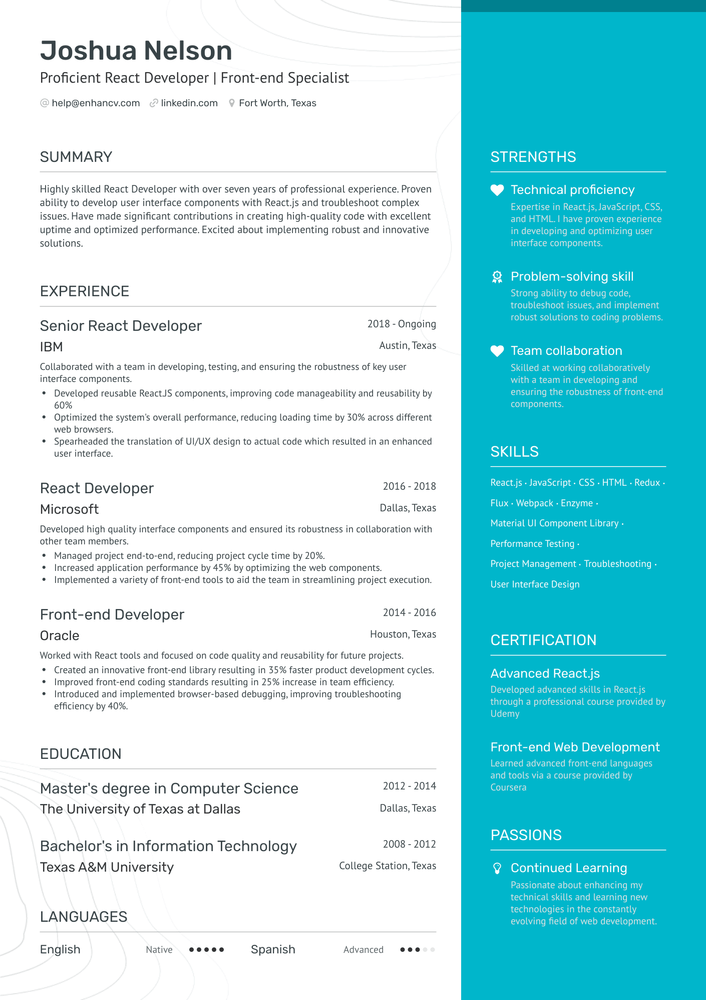 Joshua Nelson
Proficient React Developer | Front-end Specialist
help@enhancv.com linkedin.com Fort Worth, Texas
SUMMARY
Highly skilled React Developer with over seven years of professional experience. Proven
ability to develop user interface components with React.js and troubleshoot complex
issues. Have made significant contributions in creating high-quality code with excellent
uptime and optimized performance. Excited about implementing robust and innovative
solutions.
EXPERIENCE
Senior React Developer 2018 - Ongoing
IBM Austin, Texas
Collaborated with a team in developing, testing, and ensuring the robustness of key user
interface components.
• Developed reusable React.JS components, improving code manageability and reusability by
60%
• Optimized the system's overall performance, reducing loading time by 30% across different
web browsers.
• Spearheaded the translation of UI/UX design to actual code which resulted in an enhanced
user interface.
React Developer 2016 - 2018
Microsoft Dallas, Texas
Developed high quality interface components and ensured its robustness in collaboration with
other team members.
• Managed project end-to-end, reducing project cycle time by 20%.
• Increased application performance by 45% by optimizing the web components.
• Implemented a variety of front-end tools to aid the team in streamlining project execution.
Front-end Developer 2014 - 2016
Oracle Houston, Texas
Worked with React tools and focused on code quality and reusability for future projects.
• Created an innovative front-end library resulting in 35% faster product development cycles.
• Improved front-end coding standards resulting in 25% increase in team efficiency.
• Introduced and implemented browser-based debugging, improving troubleshooting
efficiency by 40%.
EDUCATION
Master's degree in Computer Science 2012 - 2014
The University of Texas at Dallas Dallas, Texas
Bachelor's in Information Technology 2008 - 2012
Texas A&M University College Station, Texas
LANGUAGES
English Native Spanish Advanced
STRENGTHS
Technical proficiency
Expertise in React.js, JavaScript, CSS,
and HTML. I have proven experience
in developing and optimizing user
interface components.
Problem-solving skill
Strong ability to debug code,
troubleshoot issues, and implement
robust solutions to coding problems.
Team collaboration
Skilled at working collaboratively
with a team in developing and
ensuring the robustness of front-end
components.
SKILLS
React.js · JavaScript · CSS · HTML · Redux ·
Flux · Webpack · Enzyme ·
Material UI Component Library ·
Performance Testing ·
Project Management · Troubleshooting ·
User Interface Design
CERTIFICATION
Advanced React.js
Developed advanced skills in React.js
through a professional course provided by
Udemy
Front-end Web Development
Learned advanced front-end languages
and tools via a course provided by
Coursera
PASSIONS
Continued Learning
Passionate about enhancing my
technical skills and learning new
technologies in the constantly
evolving field of web development.